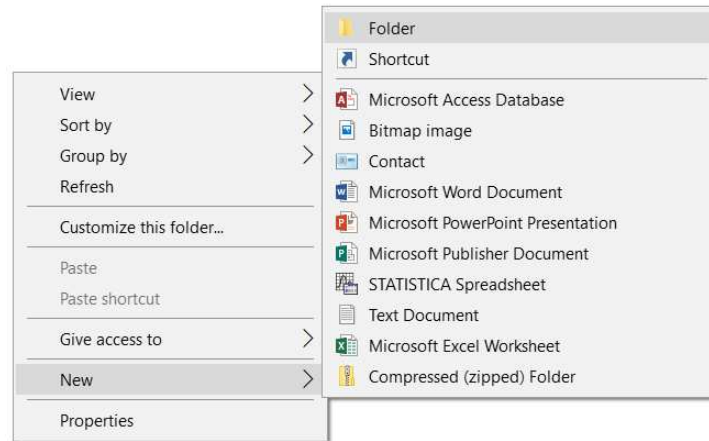 View
Sort by
Group by
Refresh
Customize this folder...
Paste
Paste shortcut
Give access to
New
Properties
Folder
Shortcut
Microsoft Access Database
Bitmap image
Contact
Microsoft Word Document
Microsoft PowerPoint Presentation
Microsoft Publisher Document
STATISTICA Spreadsheet
Text Document
Microsoft Excel Worksheet
Compressed (zipped) Folder